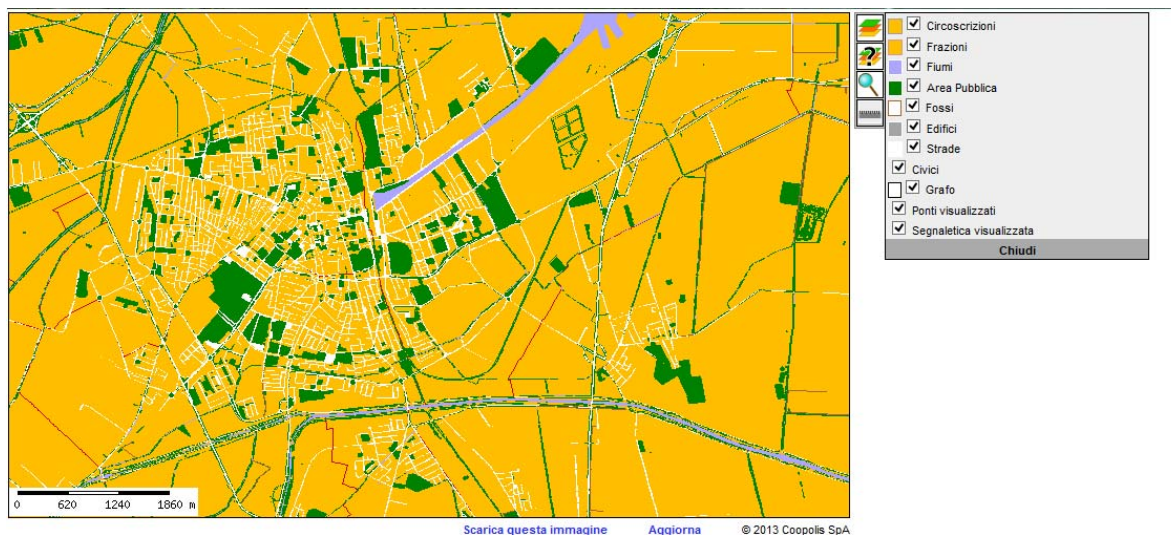 Circoscrizioni
Frazioni
Fiumi
Area Pubblica
Fossi
Edifici
Strade
Civici
Grafo
Ponti visualizzati
Segnaletica visualizzata
Chiudi
?
0 620 1240 1860 m
Scarica questa immagine Aggiorna © 2013 Coopolis SpA